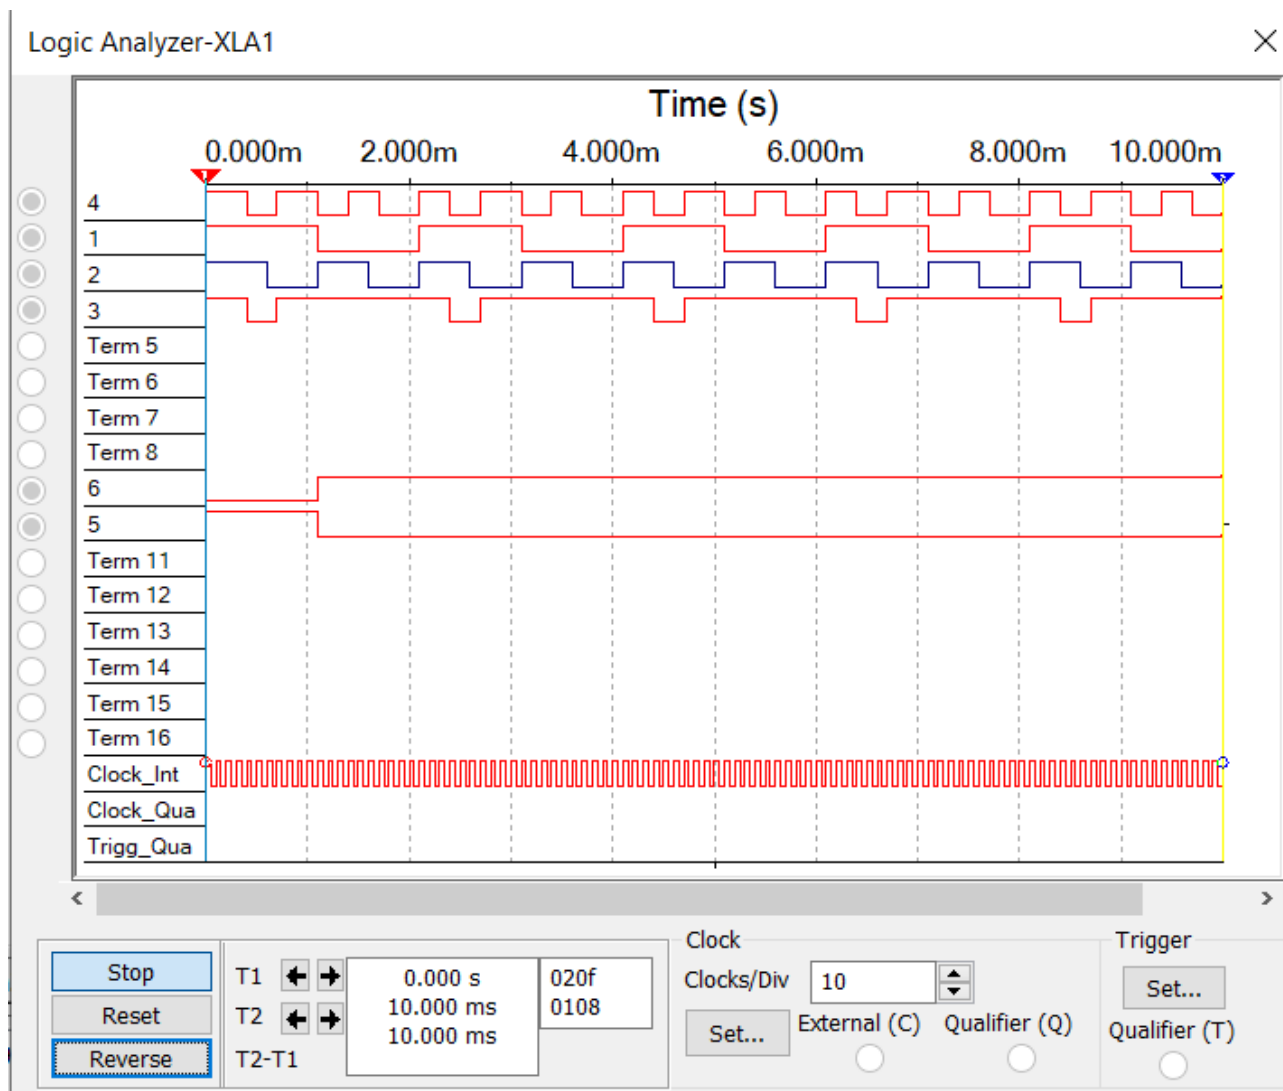 Logic Analyzer-XLA1
Time (s)
0.000m 2.000m 4.000m 6.000m 8.000m 10.000m
4
1
2
3
Term 5
Term 6
Term 7
Term 8
6
5
Term 11
Term 12
Term 13
Term 14
Term 15
Term 16
Clock_Int
Clock_Qua
Trigg_Qua
Stop
Reset
Reverse
T1 0.000 s 020f
T2 10.000 ms 0108
T2-T1 10.000 ms
Clock
Clocks/Div 10
Set... External (C) Qualifier (Q)
Trigger
Set...
Qualifier (T)